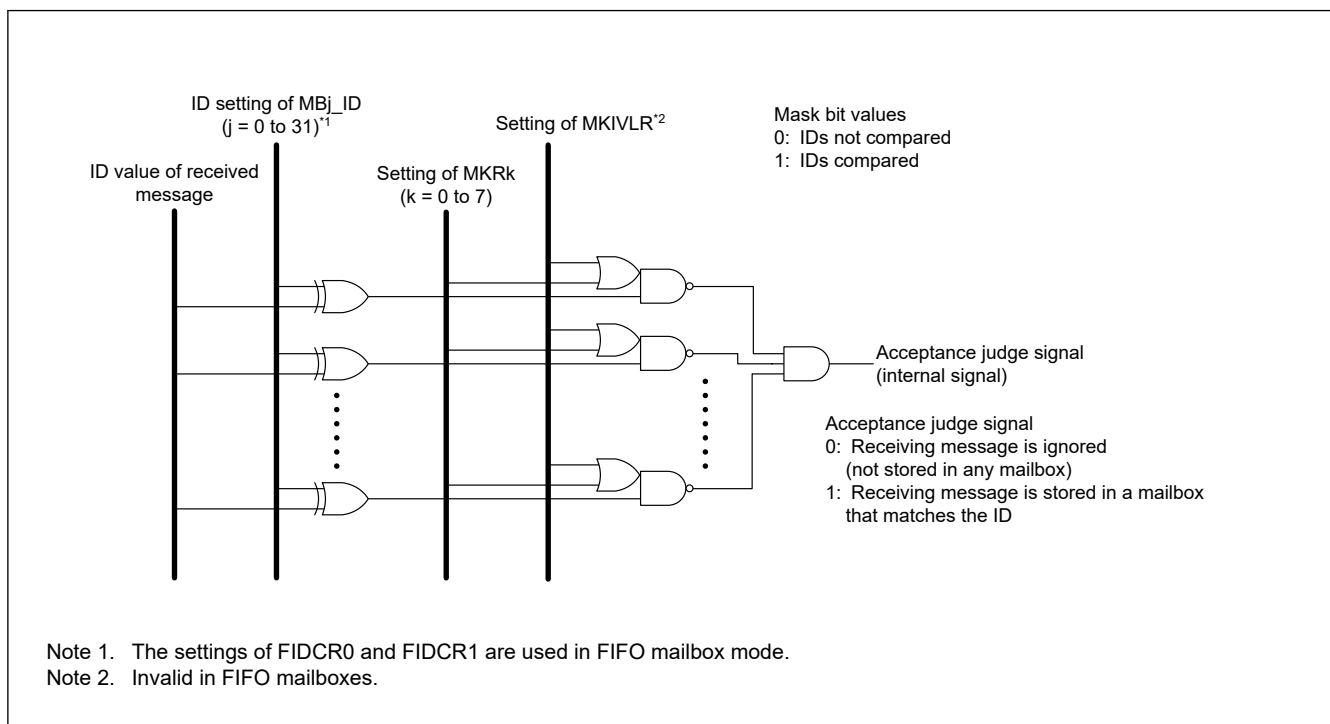 ID setting of MBj_ID
(j = 0 to 31)*1
Setting of MKIVLR*2
Mask bit values
0: IDs not compared
1: IDs compared
ID value of received
message
Setting of MKRk
(k = 0 to 7)
Acceptance judge signal
(internal signal)
Acceptance judge signal
0: Receiving message is ignored
(not stored in any mailbox)
1: Receiving message is stored in a mailbox
that matches the ID
Note 1. The settings of FIDCR0 and FIDCR1 are used in FIFO mailbox mode.
Note 2. Invalid in FIFO mailboxes.